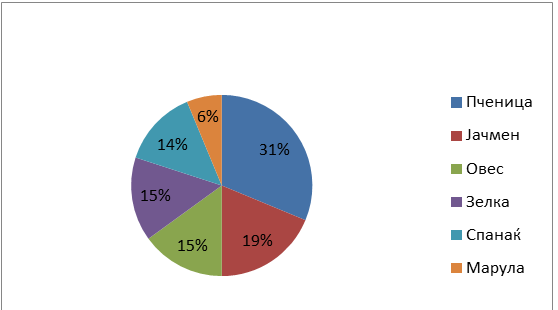 31%
19%
15%
15%
14%
6%
Пченица
Јачмен
Овес
Зелка
Спанаќ
Марула